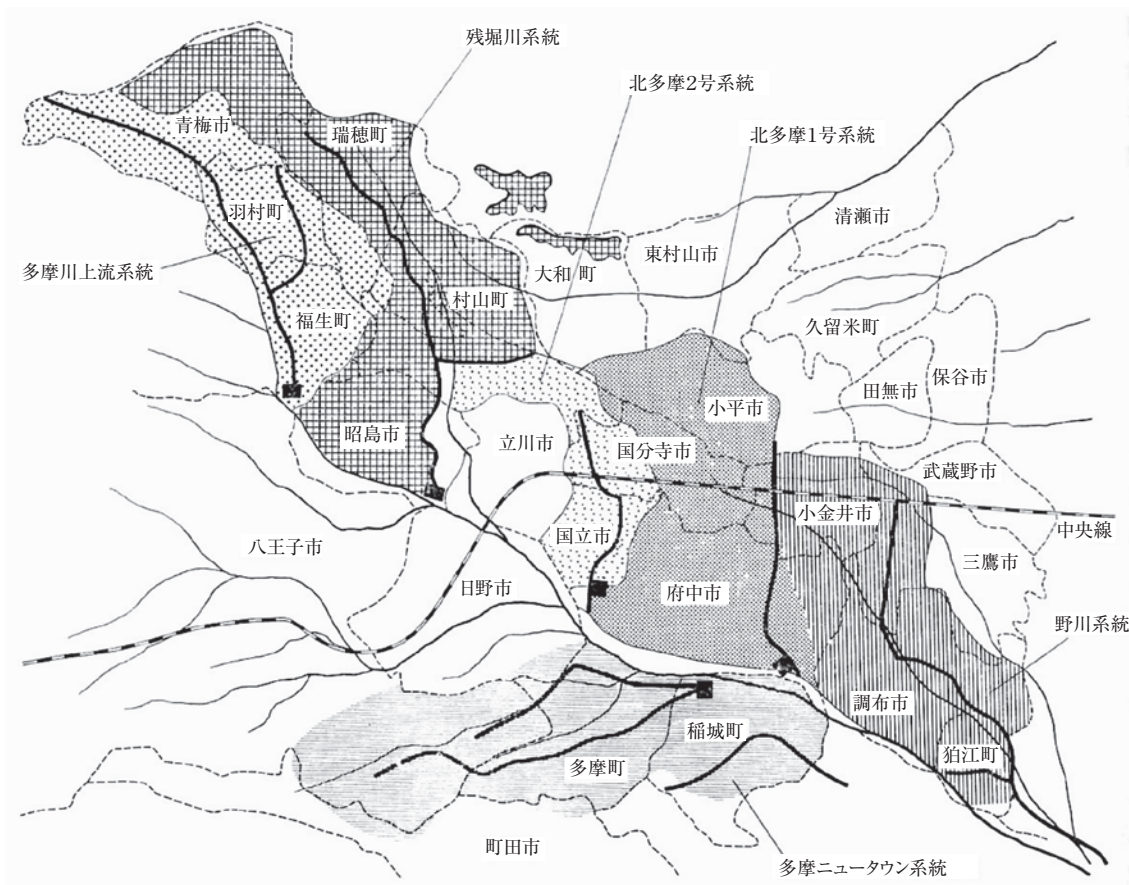 残堀川系統
北多摩2号系統
北多摩1号系統
青梅市
瑞穂町
清瀬市
羽村町
東村山市
多摩川上流系統
大和町
村山町
福生町
久留米町
保谷市
田無市
小平市
昭島市
立川市
国分寺市
武蔵野市
小金井市
中央線
国立市
八王子市
三鷹市
日野市
府中市
野川系統
調布市
稲城町
狛江町
多摩町
町田市
多摩ニュータウン系統